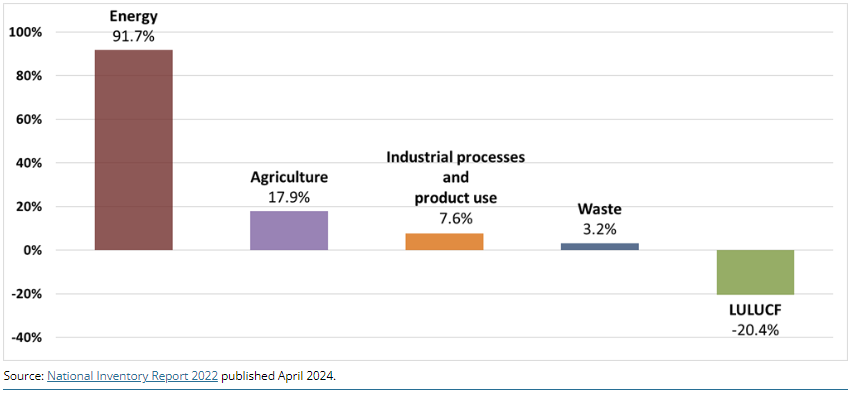 Energy
91.7%
100%
80%
60%
40%
20%
0%
-20%
-40%
Agriculture
17.9%
Industrial processes
and
product use
7.6%
Waste
3.2%
LULUCF
-20.4%
Source: National Inventory Report 2022 published April 2024.